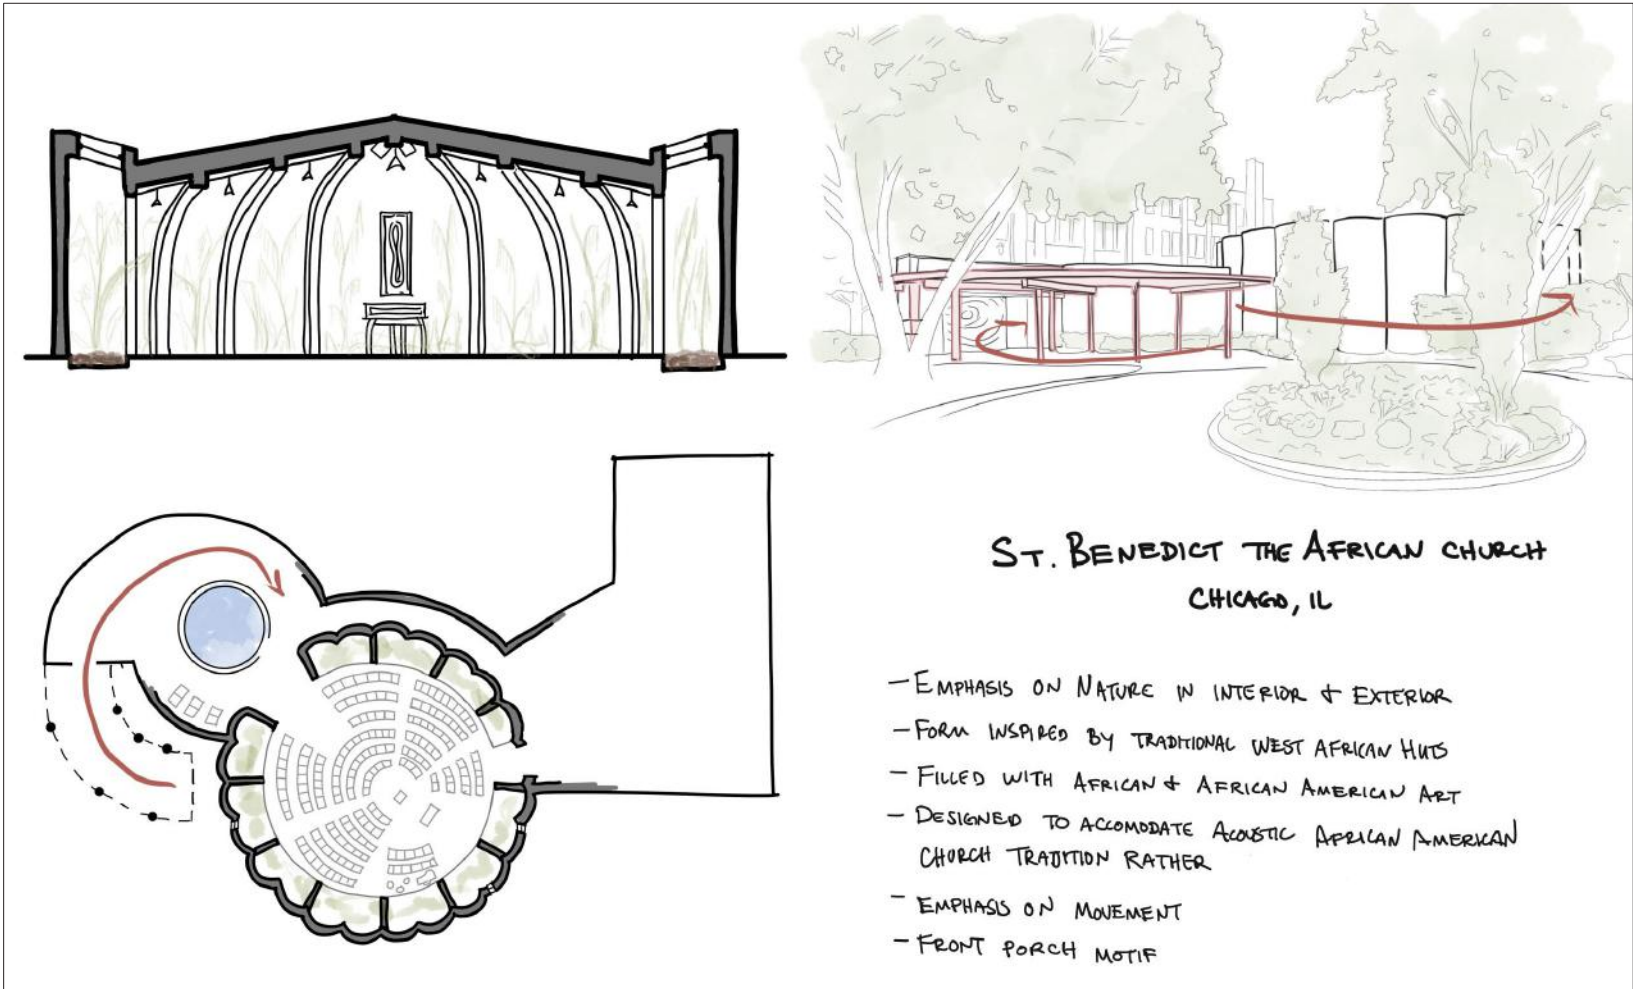 ST. BENEDICT THE AFRICAN CHURCH
CHICAGO, IL
- EMPHASIS ON NATURE IN INTERIOR & EXTERIOR
- FORM INSPIRED BY TRADITIONAL WEST AFRICAN HUTS
- FILLED WITH AFRICAN & AFRICAN AMERICAN ART
- DESIGNED TO ACCOMODATE ACOUSTIC AFRICAN AMERICAN
CHURCH TRADITION RATHER
- EMPHASIS ON MOVEMENT
- FRONT PORCH MOTIF